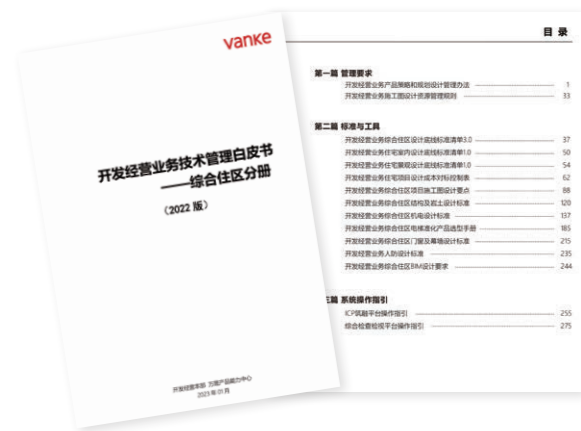 vanke
开发经营业务技术管理白皮书
——综合住区分册
（2022 版）
开发经营本部 万晟产品能力中心
2023 年 01 月
目 录
第一篇 管理要求
开发经营业务产品策略和规划设计管理办法 1
开发经营业务施工图设计资源管理规则 33
第二篇 标准与工具
开发经营业务综合住区设计底线标准清单3.0 37
开发经营业务住宅室内设计底线标准清单1.0 50
开发经营业务住宅景观设计底线标准清单1.0 54
开发经营业务住宅项目设计成本对标控制表 62
开发经营业务综合住区项目施工图设计要点 88
开发经营业务综合住区结构及岩土设计标准 120
开发经营业务综合住区机电设计标准 137
开发经营业务综合住区电梯准化产品选型手册 185
开发经营业务综合住区门窗及幕墙设计标准 215
开发经营业务人防设计标准 235
开发经营业务综合住区BIM设计要求 244
三篇 系统操作指引
ICP筑融平台操作指引 255
综合检查检视平台操作指引 275